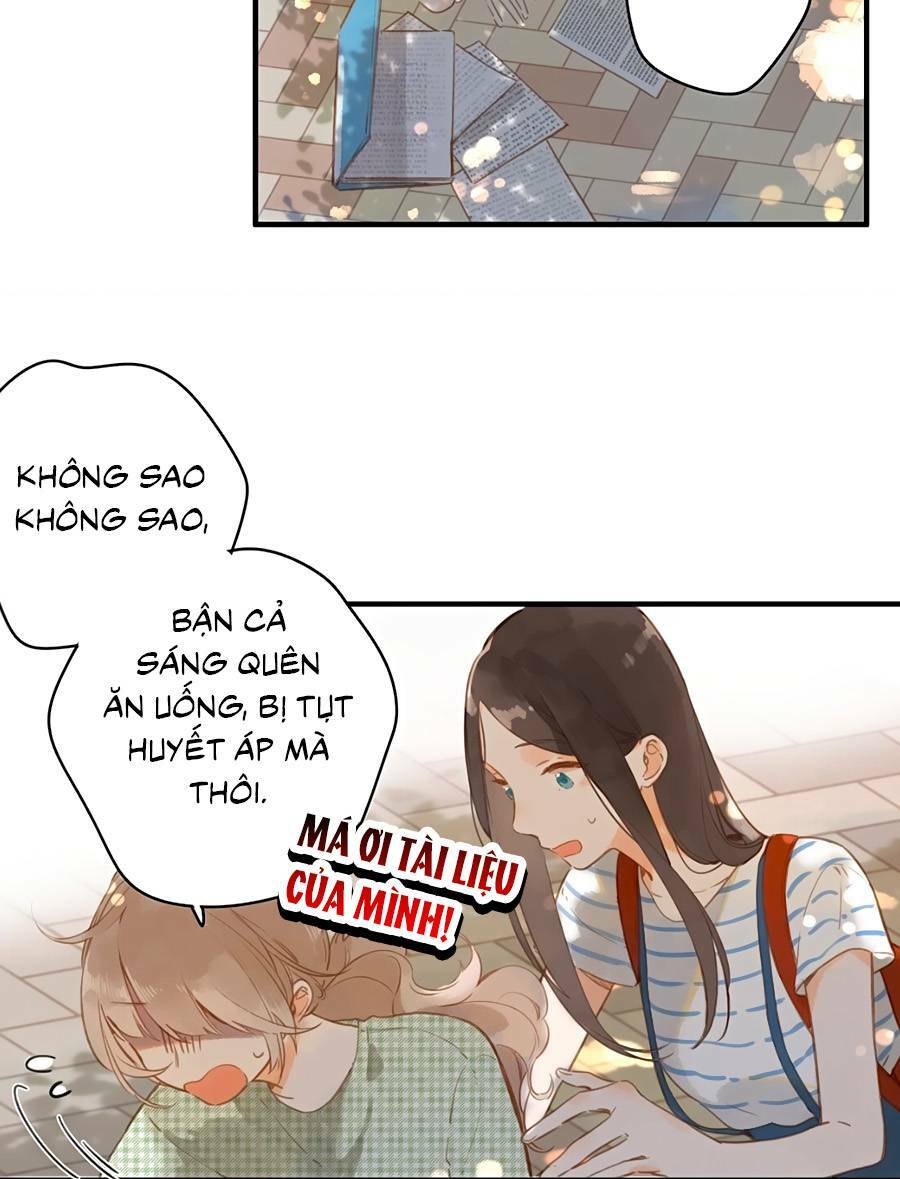 KHÔNG SAO
KHÔNG SAO,
BẬN CẢ
SÁNG QUÊN
ĂN UỐNG, BỊ TỤT
HUYẾT ÁP MÀ
THÔI.
MÁ ƠI TÀI LIỆU
CỦA MÌNH!